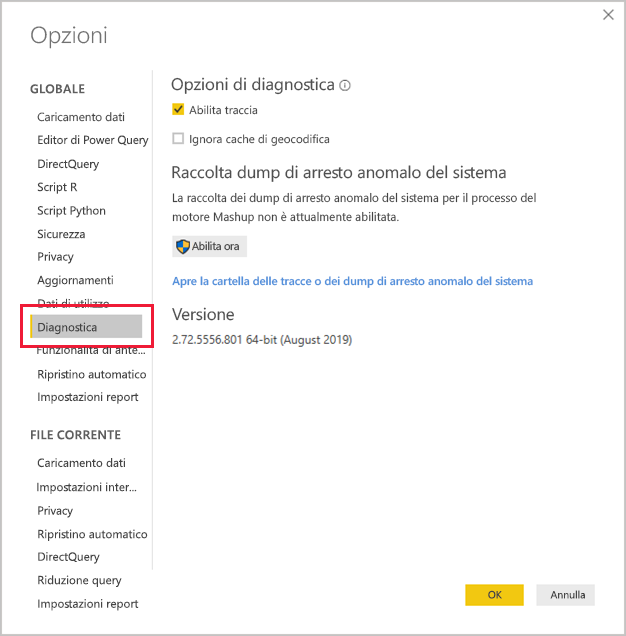 Opzioni
GLOBALE
Caricamento dati
Editor di Power Query
DirectQuery
Script R
Script Python
Sicurezza
Privacy
Aggiornamenti
Dati di utilizzo
Diagnostica
Funzionalità di ante...
Ripristino automatico
Impostazioni report
FILE CORRENTE
Caricamento dati
Impostazioni inter...
Privacy
Ripristino automatico
DirectQuery
Riduzione query
Impostazioni report
Opzioni di diagnostica
Abilita traccia
Ignora cache di geocodifica
Raccolta dump di arresto anomalo del sistema
La raccolta dei dump di arresto anomalo del sistema per il processo del
motore Mashup non è attualmente abilitata.
Abilita ora
Apre la cartella delle tracce o dei dump di arresto anomalo del sistema
Versione
2.72.5556.801 64-bit (August 2019)
OK
Annulla